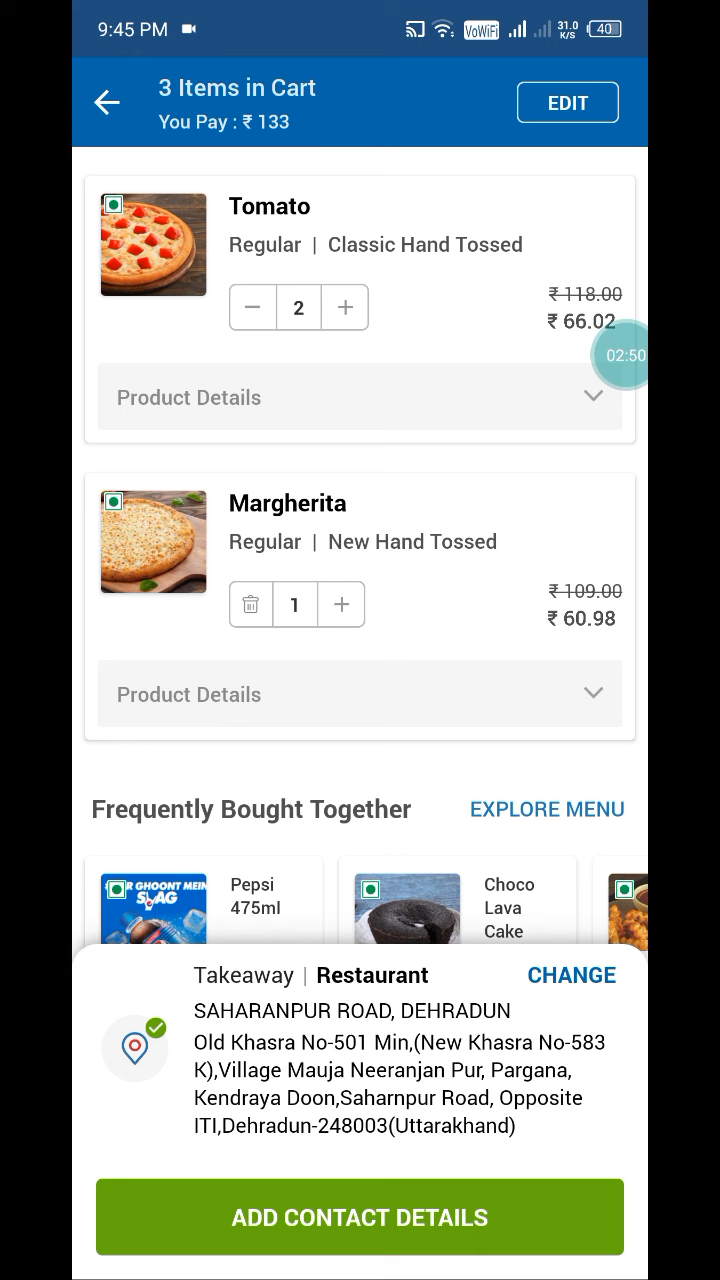 9:45 PM
VoWiFi
31.0
K/S
40
3 Items in Cart
You Pay : ₹ 133
EDIT
Tomato
Regular | Classic Hand Tossed
2
₹ 118.00
₹ 66.02
02:50
Product Details
Margherita
Regular | New Hand Tossed
1
₹ 109.00
₹ 60.98
Product Details
Frequently Bought Together
EXPLORE MENU
R GHOONT MEIN
SWAG
Pepsi
475ml
Choco
Lava
Cake
Takeaway | Restaurant
CHANGE
SAHARANPUR ROAD, DEHRADUN
Old Khasra No-501 Min,(New Khasra No-583
K),Village Mauja Neeranjan Pur, Pargana,
Kendraya Doon,Saharnpur Road, Opposite
ITI,Dehradun-248003(Uttarakhand)
ADD CONTACT DETAILS